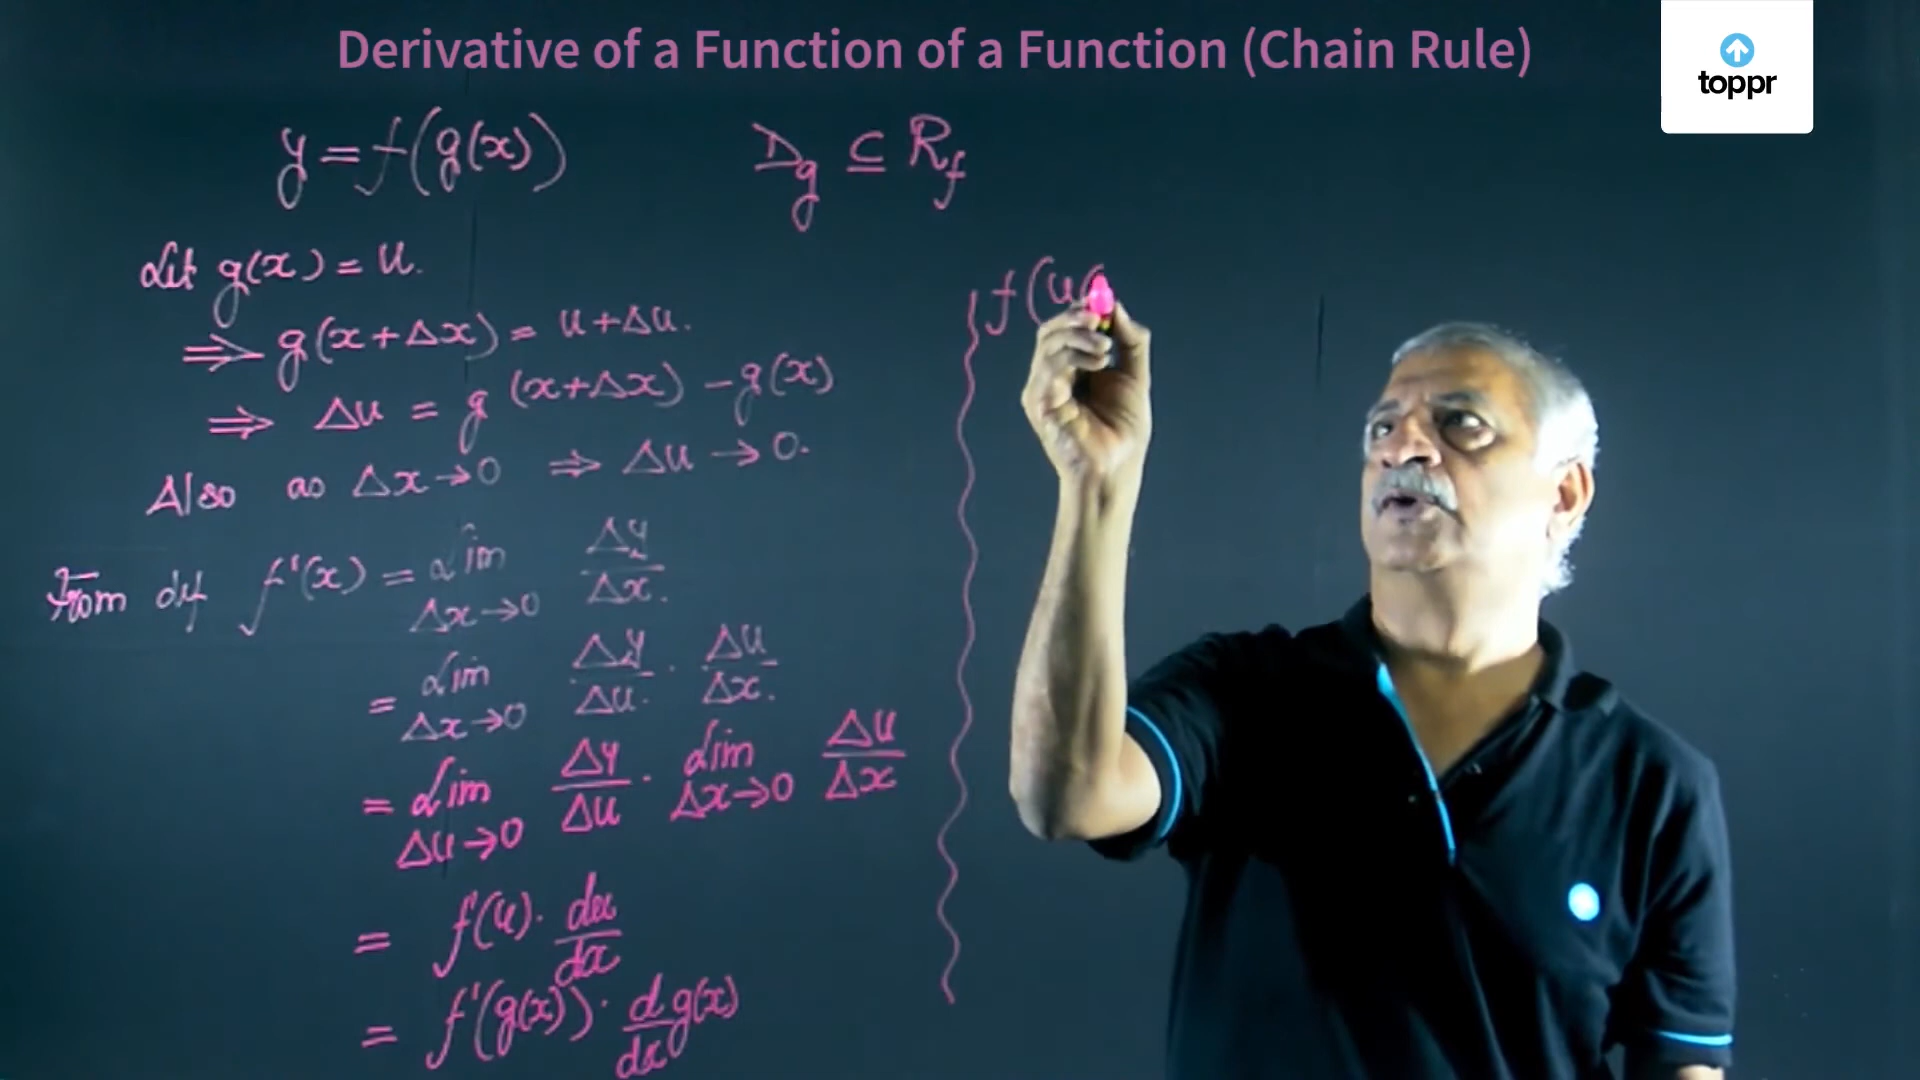 Derivative of a Function of a Function (Chain Rule)
toppr
y = f(g(x))    D_g ⊆ R_f
Let g(x) = u.
⇒ g(x+Δx) = u+Δu.
⇒ Δu = g(x+Δx) − g(x)
Also as Δx→0 ⇒ Δu → 0.
From def f'(x) = lim Δx→0 Δy/Δx.
= lim Δx→0 Δy/Δu · Δu/Δx.
= lim Δu→0 Δy/Δu · lim Δx→0 Δu/Δx
= f'(u) · du/dx
= f'(g(x)) · d/dx g(x)
f(u(